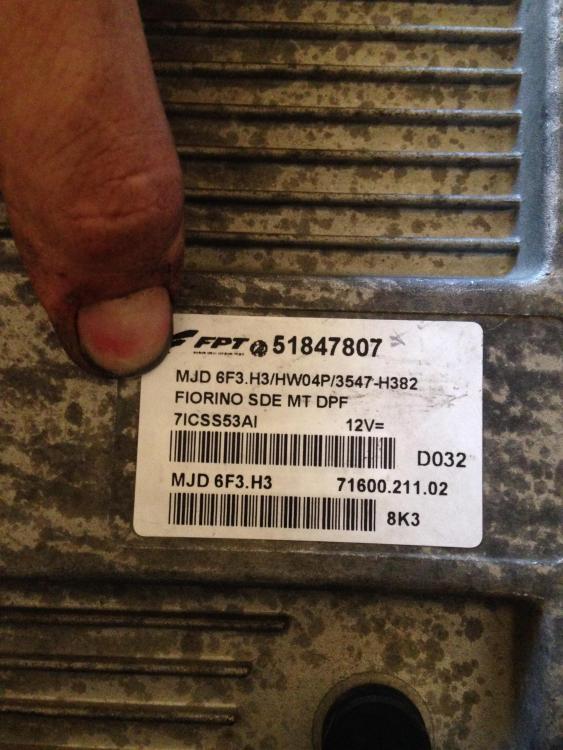 FPT 51847807
MJD 6F3.H3/HW04P/3547-H382
FIORINO SDE MT DPF
7ICSS53AI 12V=
D032
MJD 6F3.H3 71600.211.02
8K3